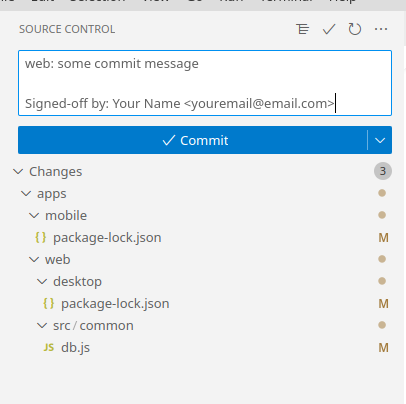 SOURCE CONTROL
web: some commit message
Signed-off by: Your Name <youremail@email.com>
Commit
Changes 3
apps
mobile
{} package-lock.json M
web
desktop
{} package-lock.json M
src/common
JS db.js M